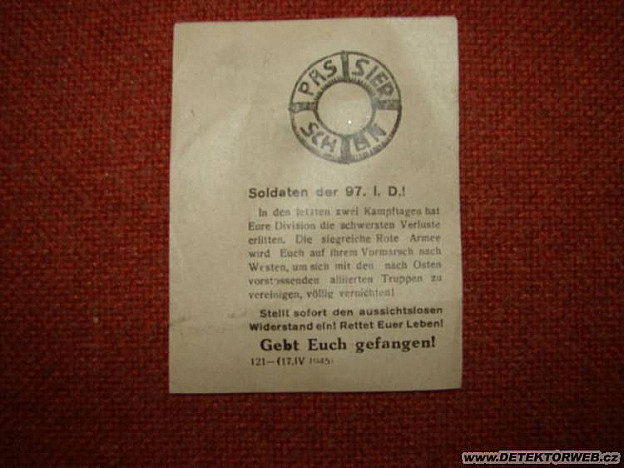 PAS SIER
SCH EIN
Soldaten der 97. I. D.!
In den letzten zwei Kampftagen hat
Eure Division die schwersten Verluste
erlitten. Die siegreiche Rote Armee
wird Euch auf ihrem Vormarsch nach
Westen, um sich mit den nach Osten
vorstossenden alliierten Truppen zu
vereinigen, völlig vernichten!
Stellt sofort den aussichtslosen
Widerstand ein! Rettet Euer Leben!
Gebt Euch gefangen!
121—(17.IV 1945)
www.DETEKTORWEB.cz